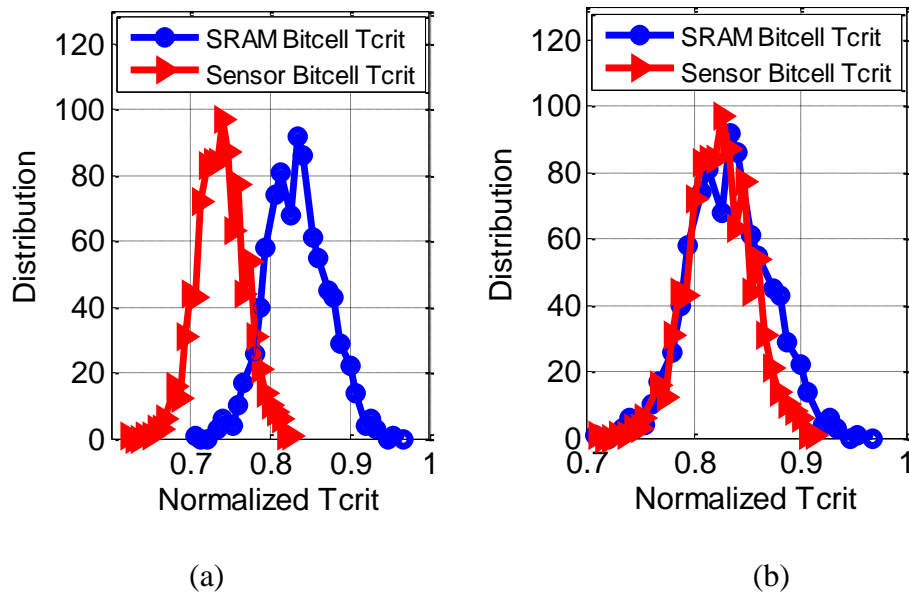 120
100
80
60
40
20
0
Distribution
SRAM Bitcell Tcrit
Sensor Bitcell Tcrit
0.7
0.8
0.9
1
Normalized Tcrit
(a)
120
100
80
60
40
20
0
Distribution
SRAM Bitcell Tcrit
Sensor Bitcell Tcrit
0.7
0.8
0.9
1
Normalized Tcrit
(b)